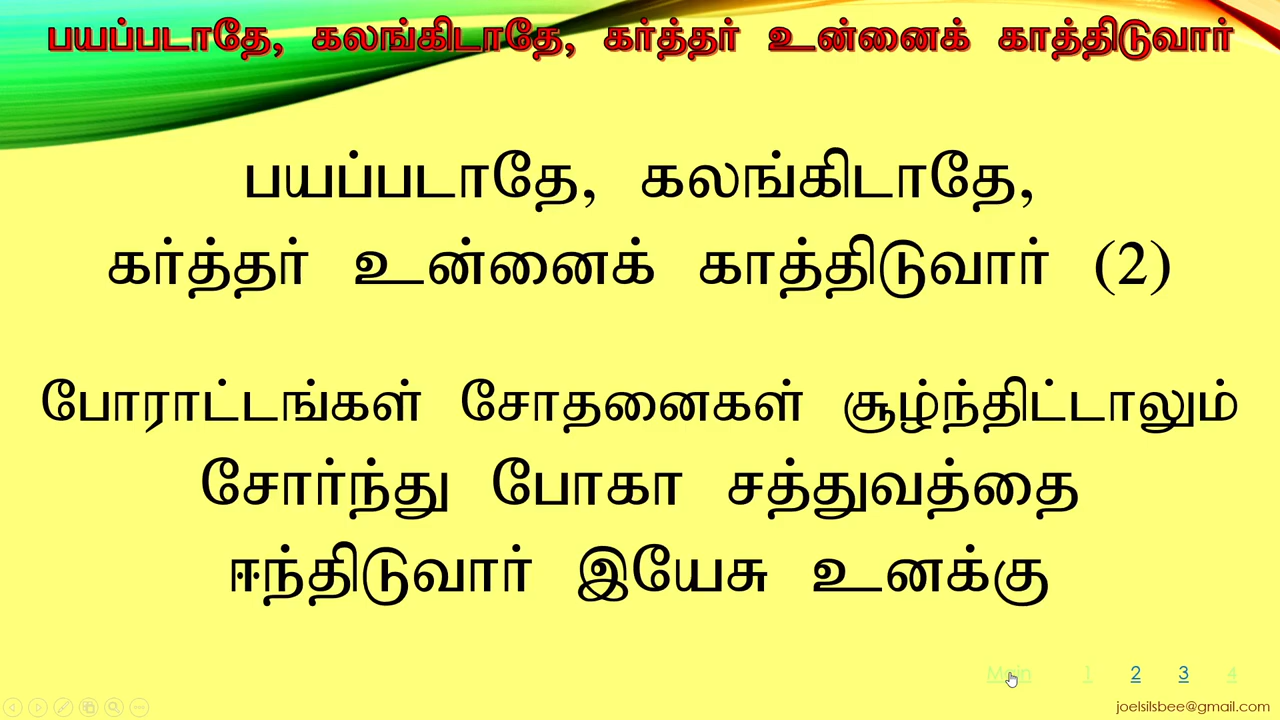 பயப்படாதே, கலங்கிடாதே, கர்த்தர் உன்னைக் காத்திடுவார்
பயப்படாதே, கலங்கிடாதே,
கர்த்தர் உன்னைக் காத்திடுவார் (2)
போராட்டங்கள் சோதனைகள் சூழ்ந்திட்டாலும்
சோர்ந்து போகா சத்துவத்தை
ஈந்திடுவார் இயேசு உனக்கு
Main 1 2 3 4
joelsilsbee@gmail.com